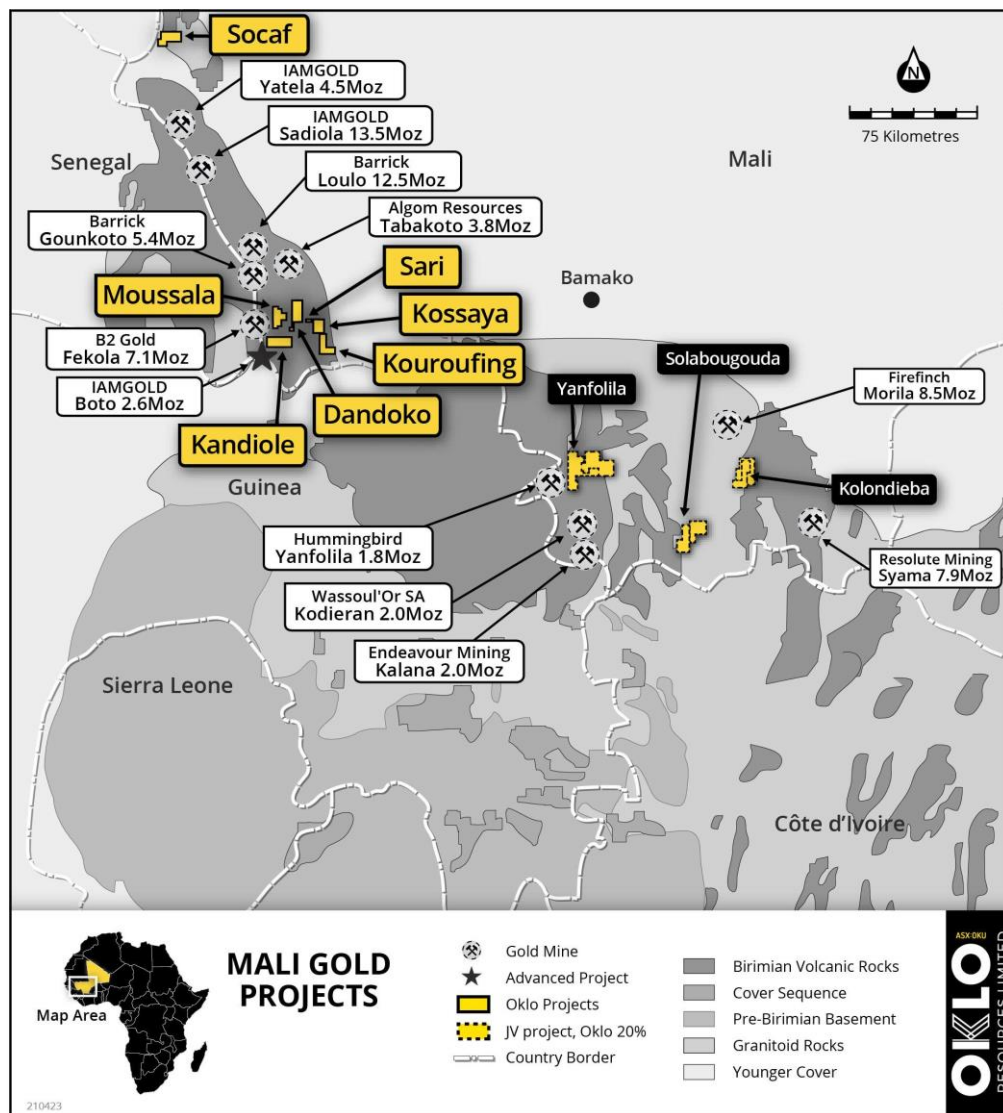 Socaf
IAMGOLD
Yatela 4.5Moz
N
IAMGOLD
Sadiola 13.5Moz
75 Kilometres
Senegal
Mali
Barrick
Loulo 12.5Moz
Algom Resources
Tabakoto 3.8Moz
Barrick
Gounkoto 5.4Moz
Sari
Bamako
Moussala
Kossaya
B2 Gold
Fekola 7.1Moz
Kouroufing
IAMGOLD
Boto 2.6Moz
Dandoko
Kandiole
Solabougouda
Yanfolila
Firefinch
Morila 8.5Moz
Guinea
Kolondieba
Hummingbird
Yanfolila 1.8Moz
Resolute Mining
Syama 7.9Moz
Wassoul'Or SA
Kodieran 2.0Moz
Endeavour Mining
Kalana 2.0Moz
Sierra Leone
Côte d'Ivoire
Map Area
MALI GOLD
PROJECTS
Gold Mine
Advanced Project
Oklo Projects
JV project, Oklo 20%
Country Border
Birimian Volcanic Rocks
Cover Sequence
Pre-Birimian Basement
Granitoid Rocks
Younger Cover
ASX:OKU
OKLO
RESOURCES LIMITED
210423